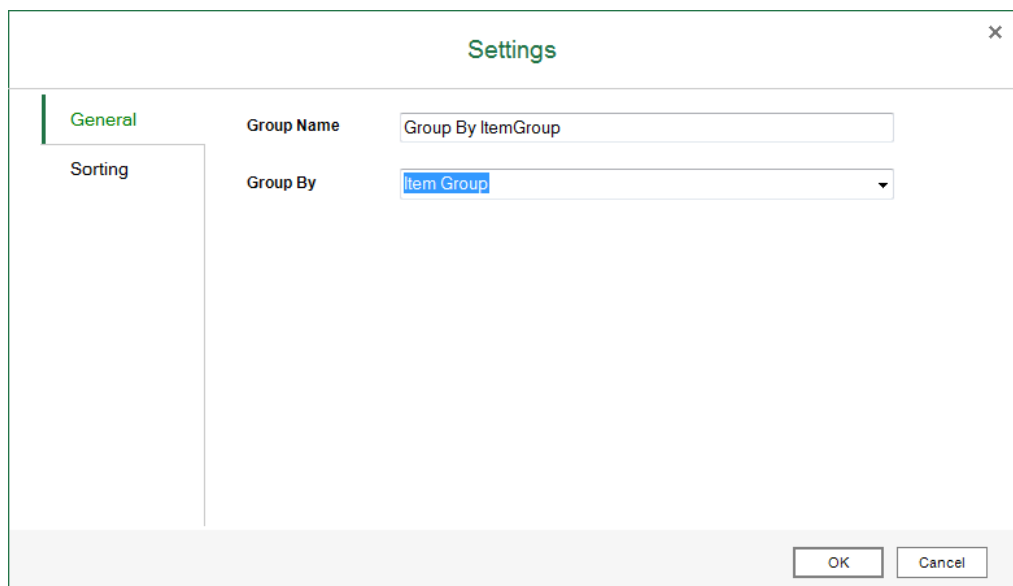 Settings
General
Group Name
Group By ItemGroup
Sorting
Group By
Item Group
OK
Cancel